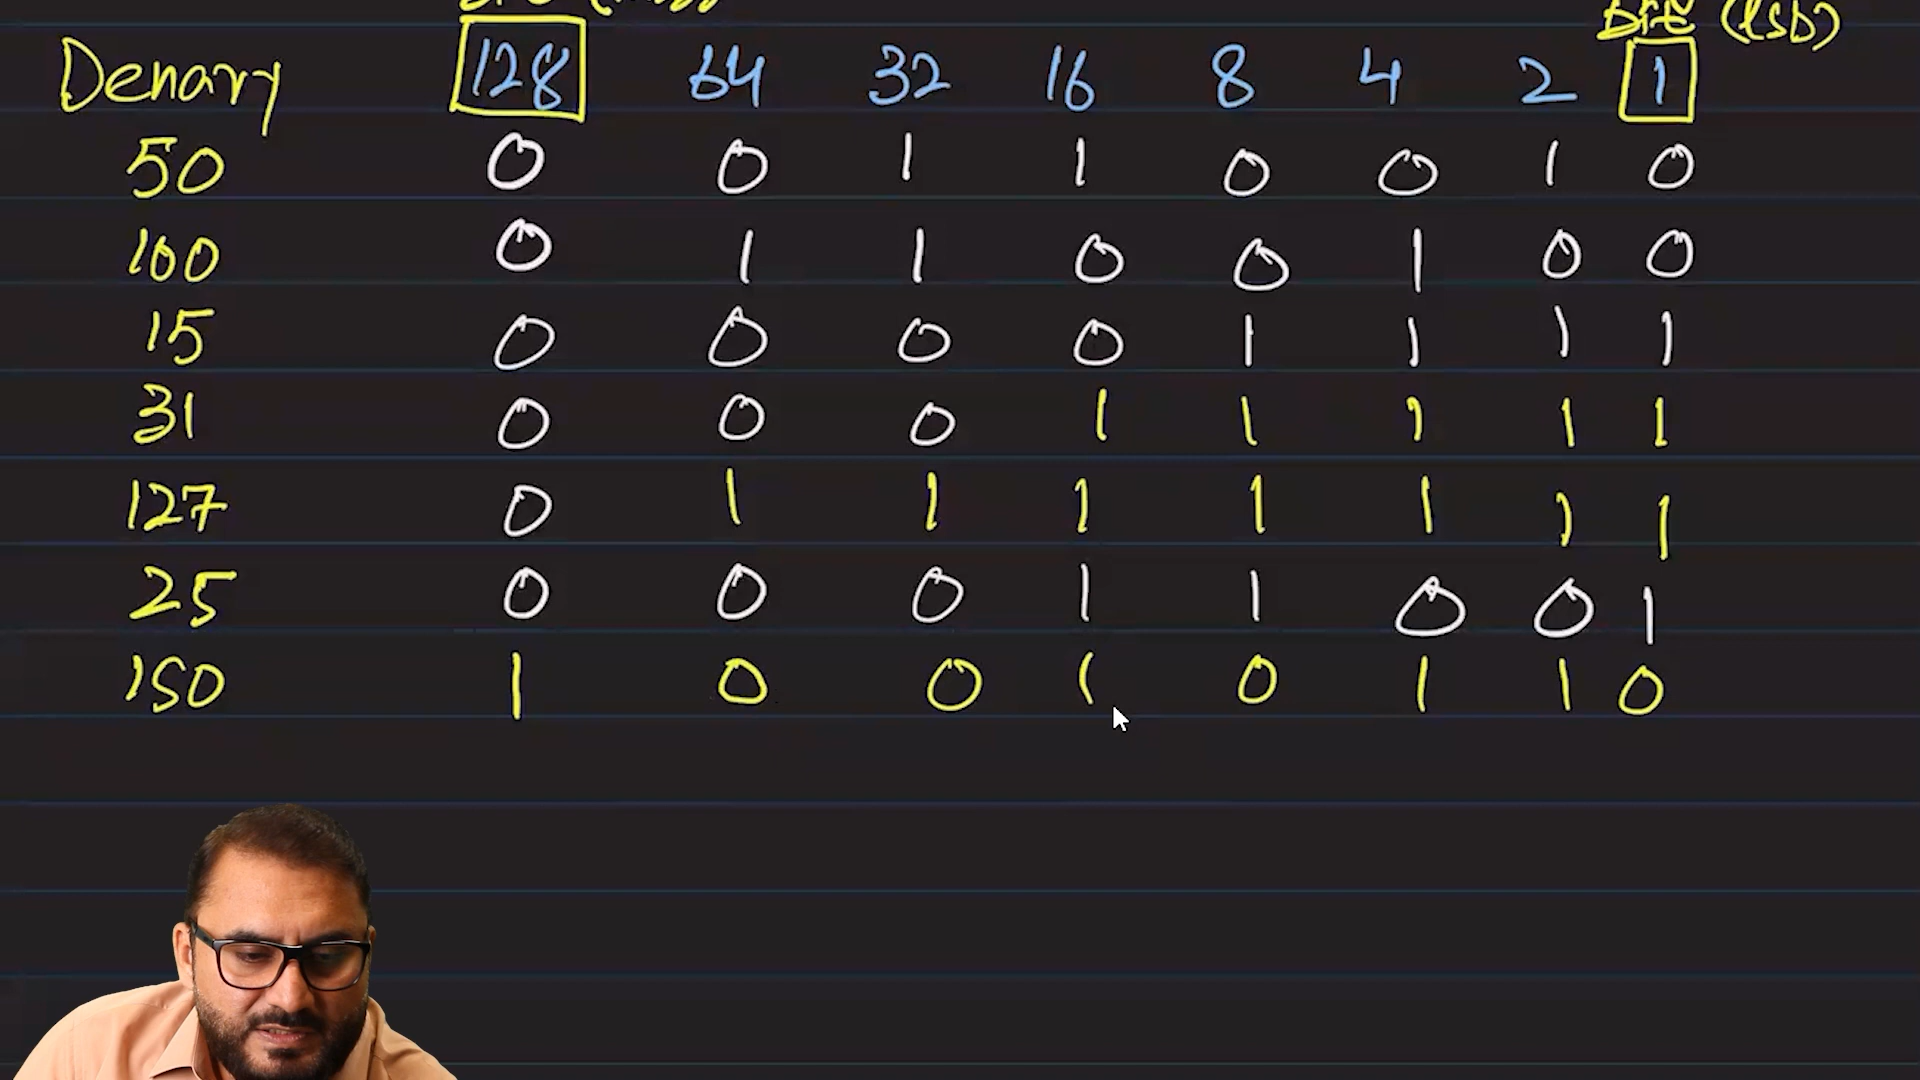 (lsb)
Denary 128 64 32 16 8 4 2 1
50 0 0 1 1 0 0 1 0
100 0 1 1 0 0 1 0 0
15 0 0 0 0 1 1 1 1
31 0 0 0 1 1 1 1 1
127 0 1 1 1 1 1 1 1
25 0 0 0 1 1 0 0 1
150 1 0 0 1 0 1 1 0